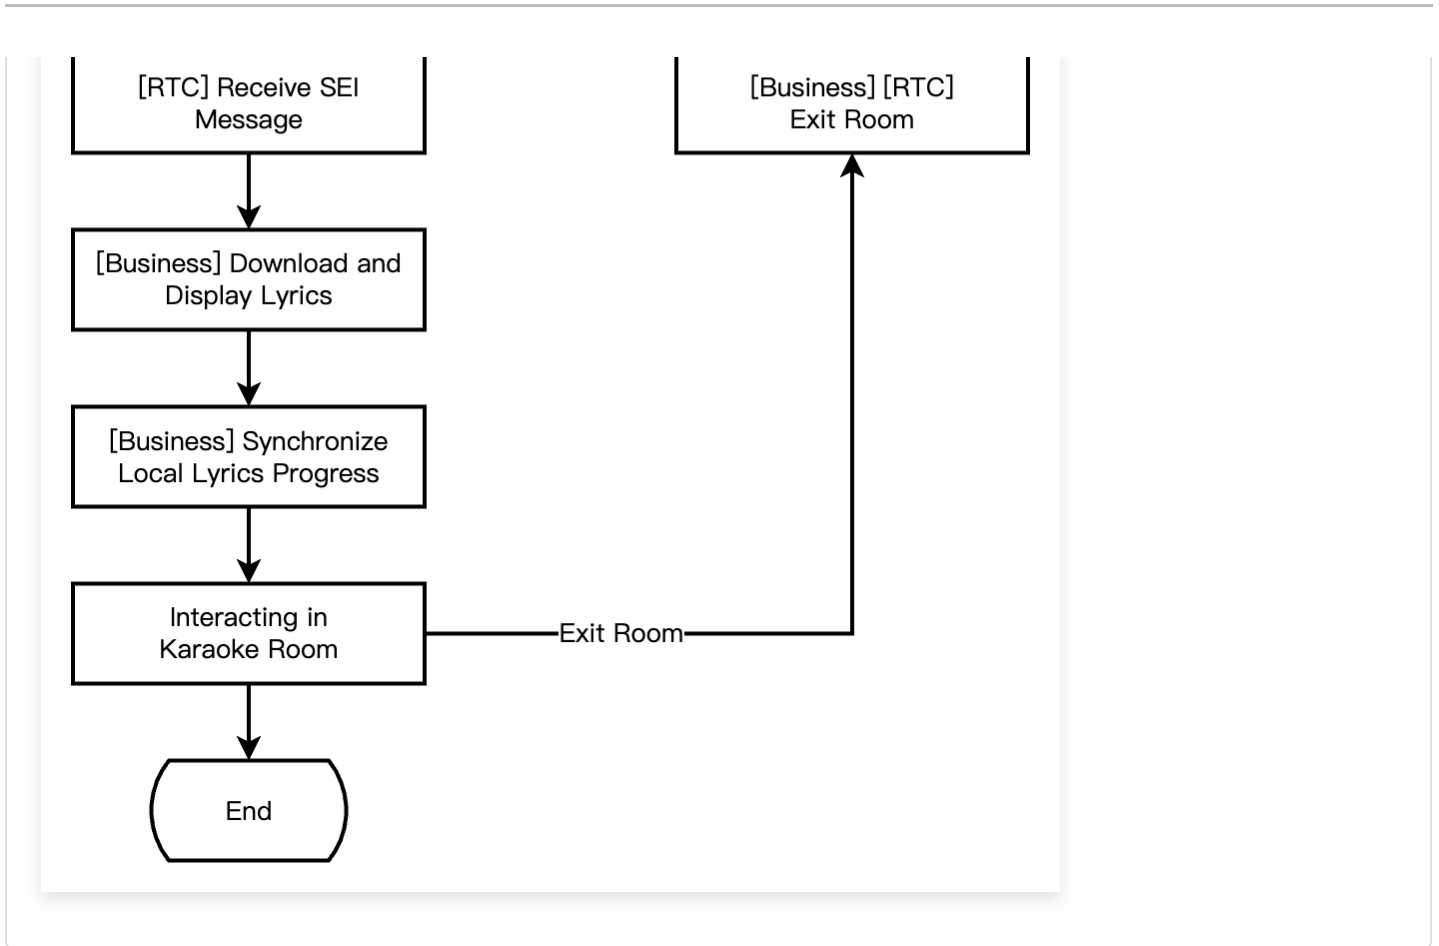 [RTC] Receive SEI
Message
[Business] [RTC]
Exit Room
[Business] Download and
Display Lyrics
[Business] Synchronize
Local Lyrics Progress
Interacting in
Karaoke Room
Exit Room
End